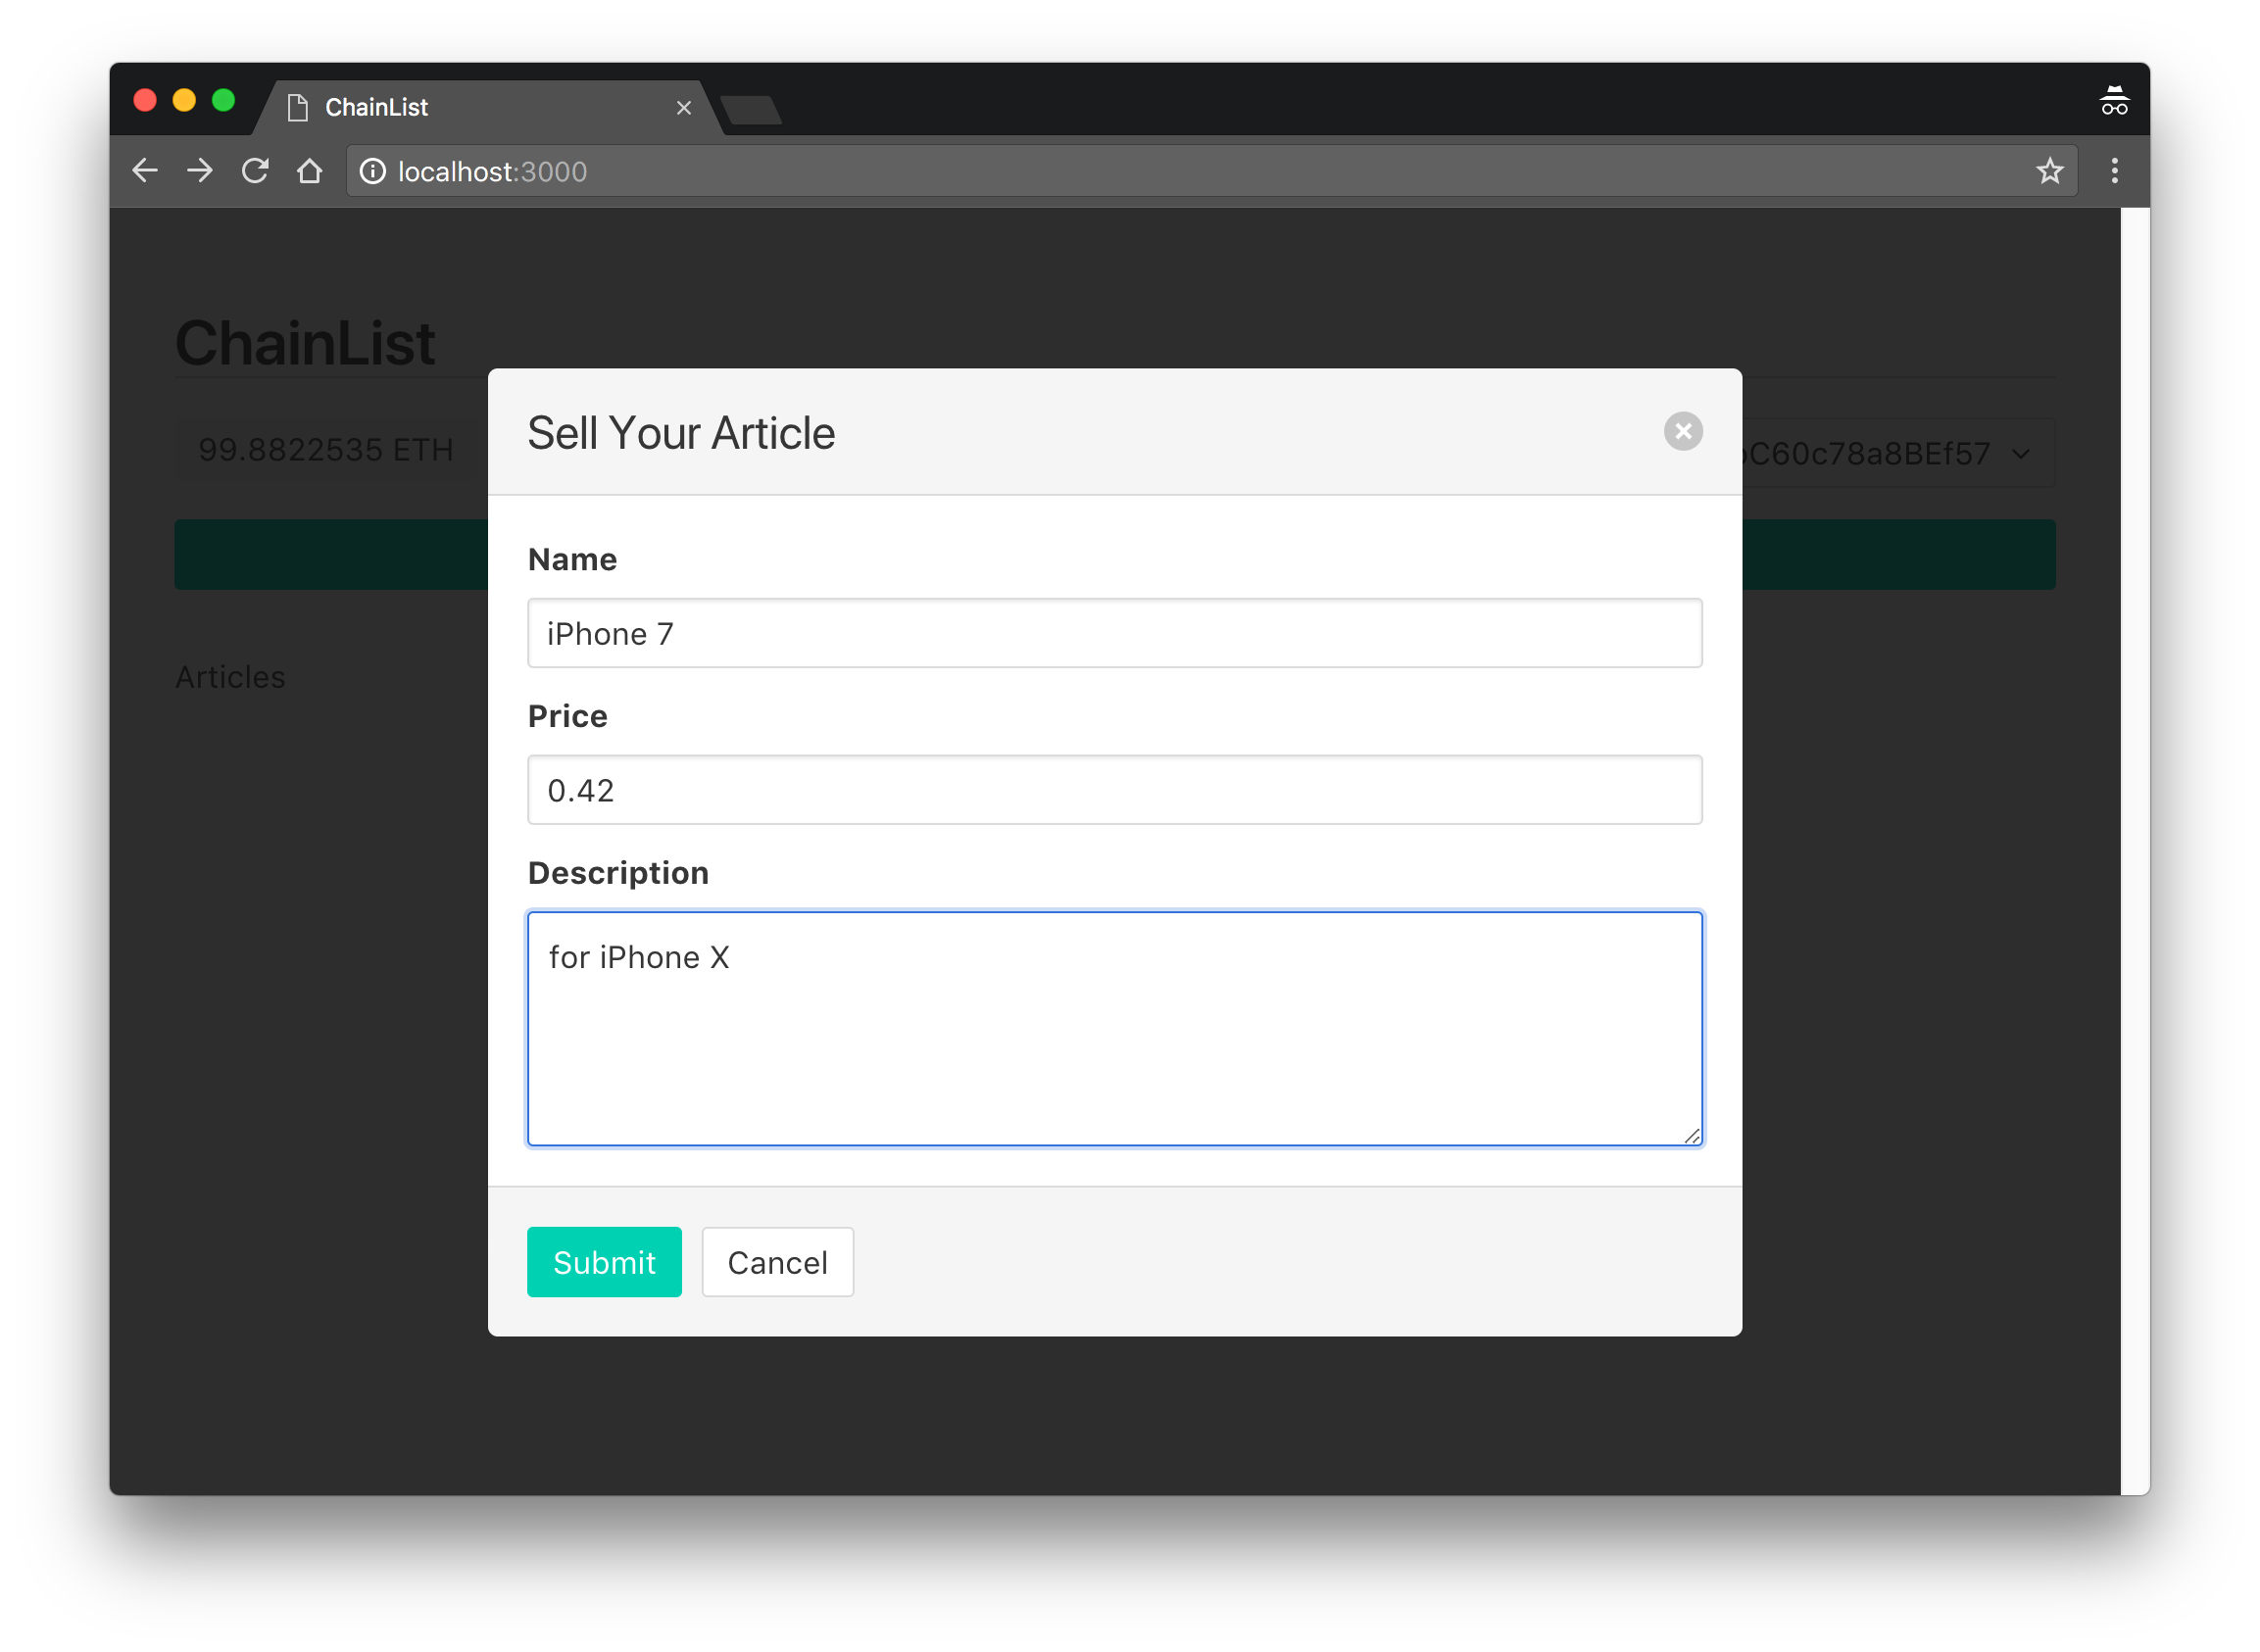 ChainList
localhost:3000
ChainList
99.8822535 ETH
C60c78a8BEf57
Articles
Sell Your Article
Name
iPhone 7
Price
0.42
Description
for iPhone X
Submit
Cancel